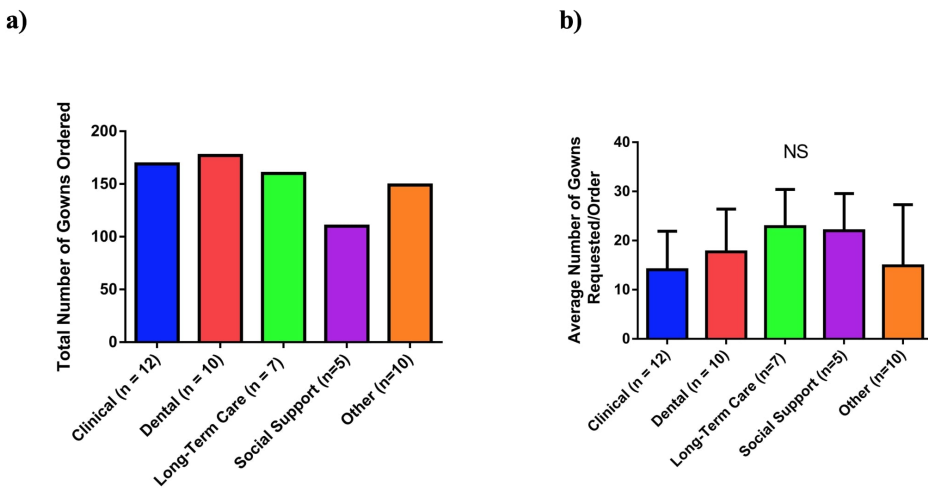 a)
Total Number of Gowns Ordered
200
150
100
50
0
Clinical (n = 12)
Dental (n = 10)
Long-Term Care (n = 7)
Social Support (n=5)
Other (n=10)
b)
Average Number of Gowns
Requested/Order
40
30
20
10
0
NS
Clinical (n = 12)
Dental (n = 10)
Long-Term Care (n=7)
Social Support (n=5)
Other (n=10)